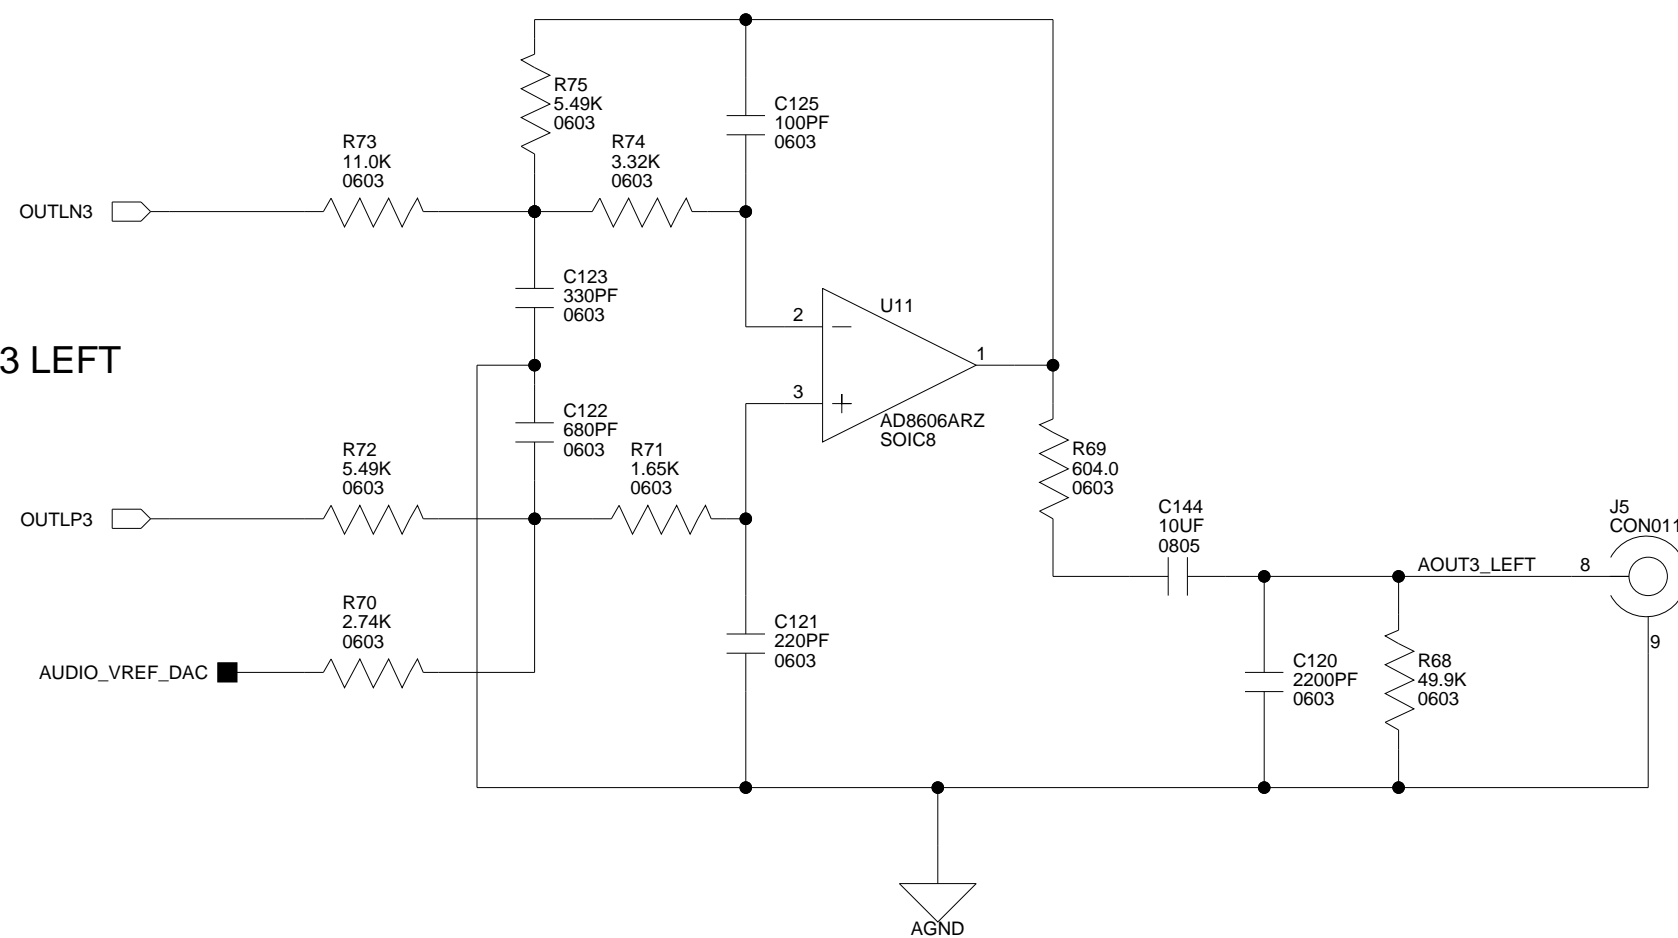 R75
5.49K
0603
C125
100PF
0603
R73
11.0K
0603
R74
3.32K
0603
OUTLN3
C123
330PF
0603
U11
2
3 LEFT
1
3
C122
680PF
0603
AD8606ARZ
SOIC8
R72
5.49K
0603
R71
1.65K
0603
R69
604.0
0603
OUTLP3
C144
10UF
0805
J5
CON011
AOUT3_LEFT
8
R70
2.74K
0603
C121
220PF
0603
9
AUDIO_VREF_DAC
C120
2200PF
0603
R68
49.9K
0603
AGND